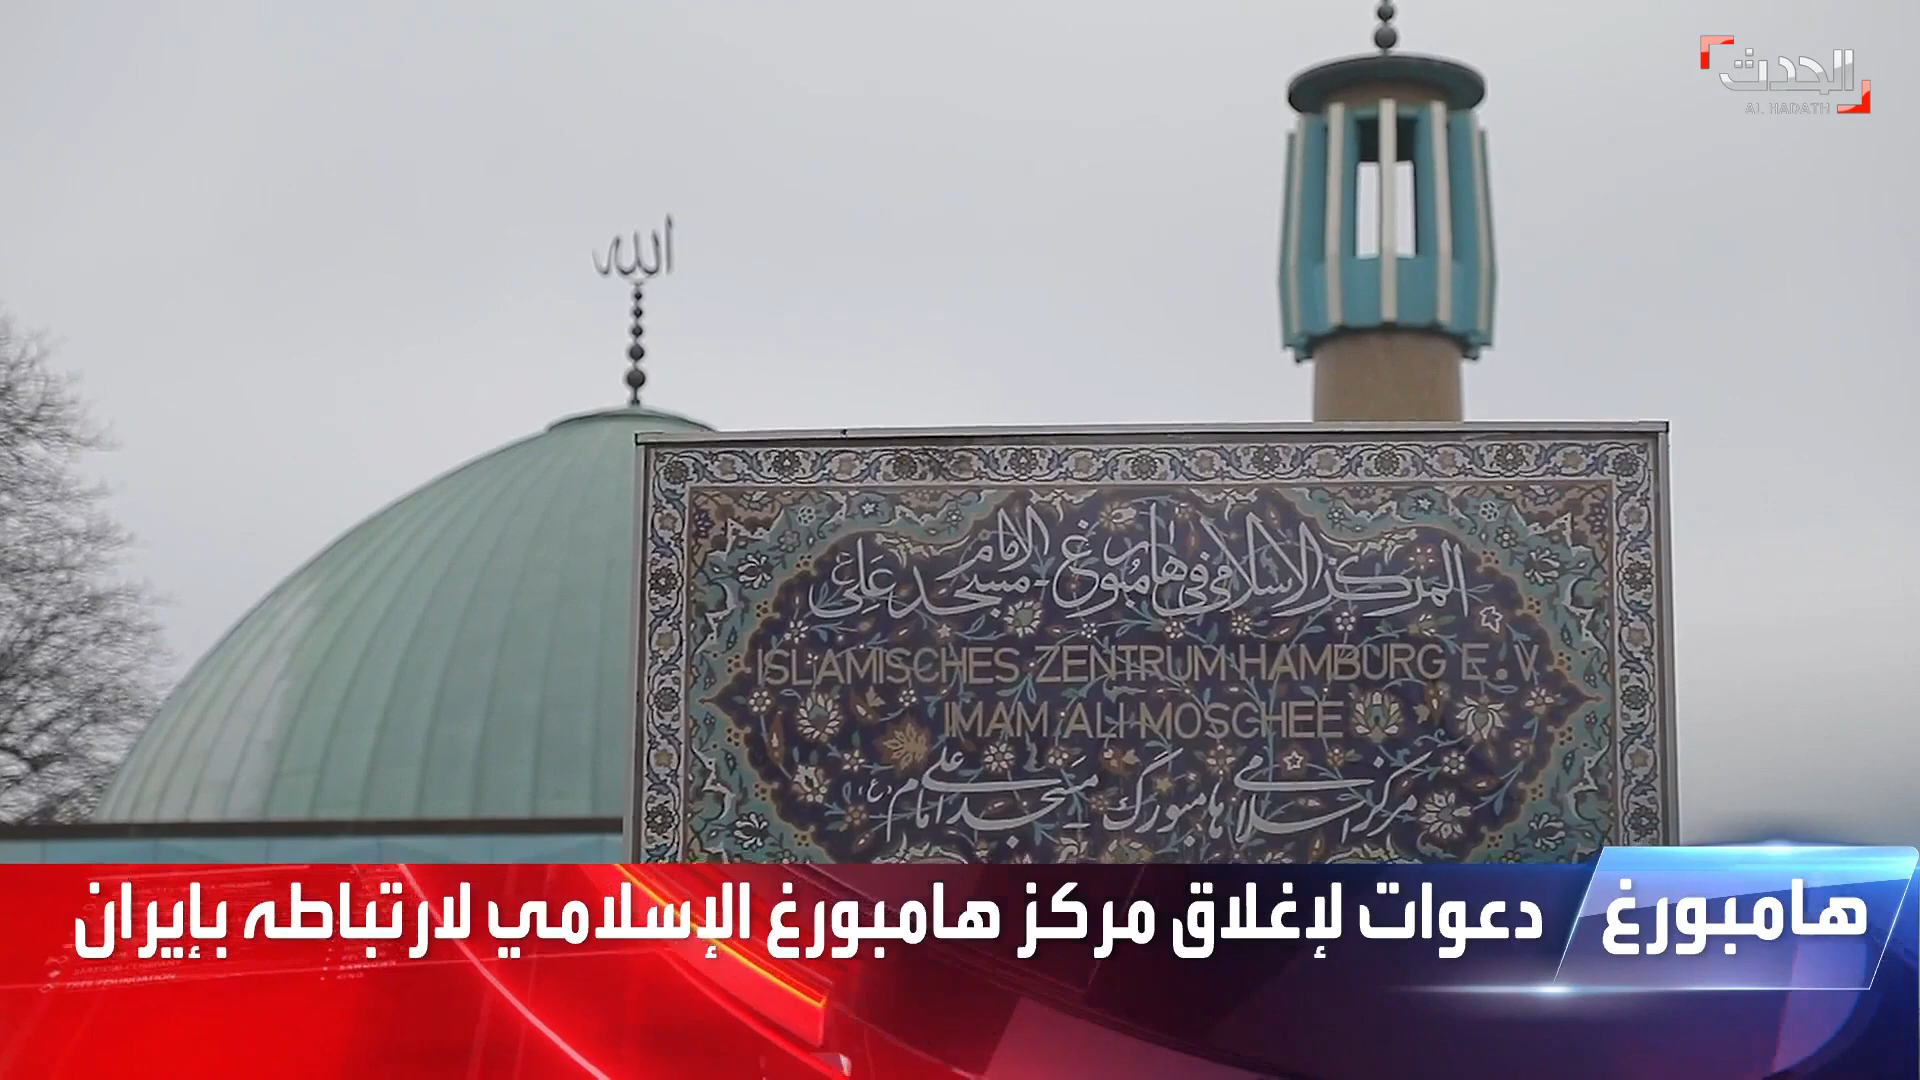 الحدث
AL HADATH
الله
المركز الاسلامي في هامبورغ - مسجد الامام علي
ISLAMISCHES ZENTRUM HAMBURG E. V
IMAM ALI MOSCHEE
مرکز اسلامی هامبورگ - مسجد امام علی (ع)
هامبورغ
دعوات لإغلاق مركز هامبورغ الإسلامي لارتباطه بإيران